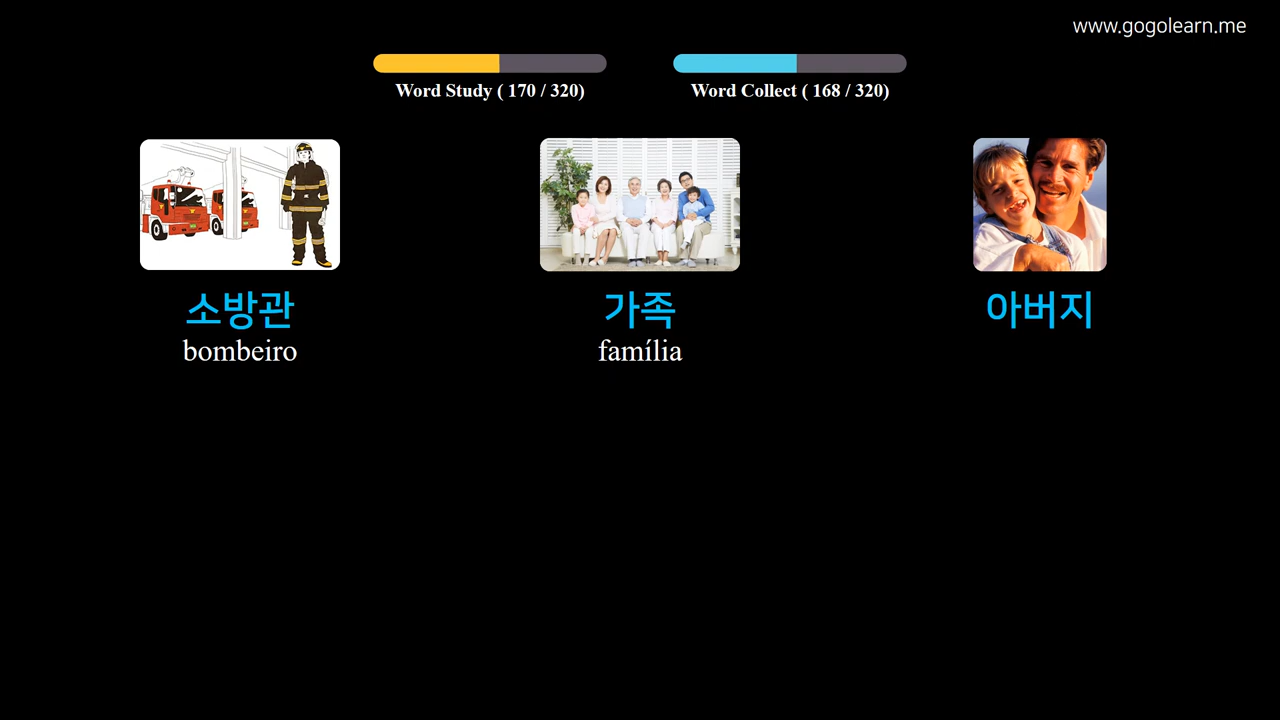 www.gogolearn.me
Word Study ( 170 / 320)
Word Collect ( 168 / 320)
소방관
bombeiro
가족
família
아버지